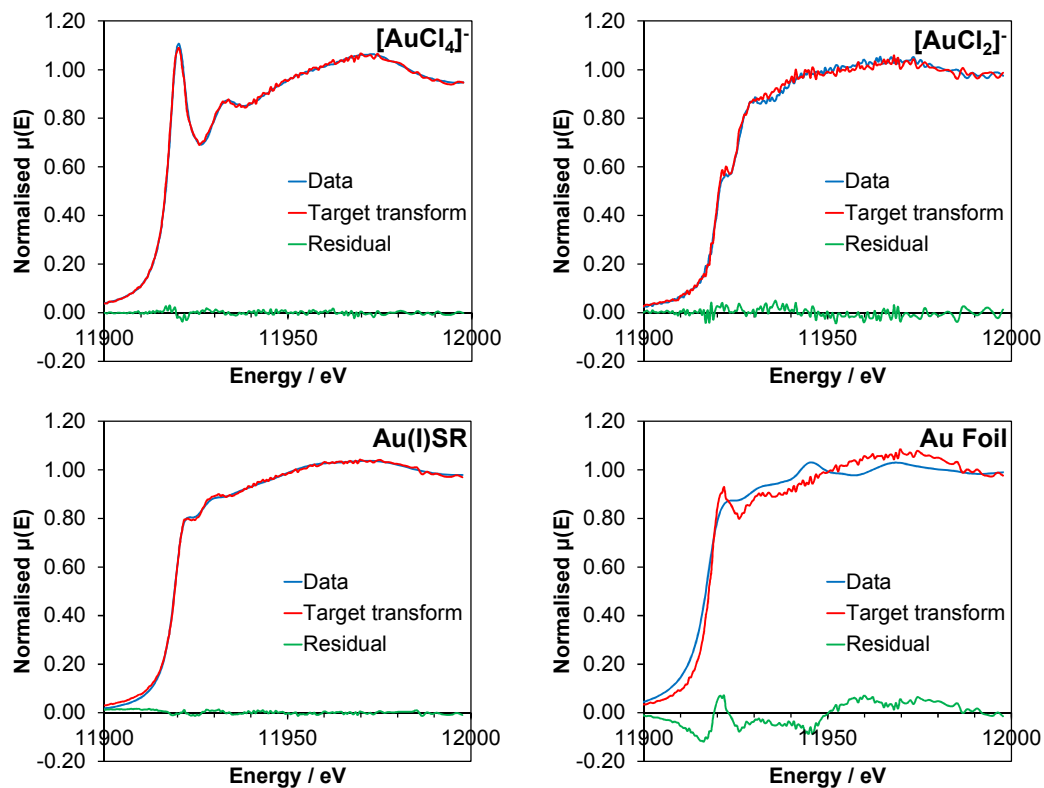 [AuCl₄]⁻
Normalised μ(E)
1.20
1.00
0.80
0.60
0.40
0.20
0.00
-0.20
Data
Target transform
Residual
11900
11950
12000
Energy / eV
[AuCl₂]⁻
Normalised μ(E)
1.20
1.00
0.80
0.60
0.40
0.20
0.00
-0.20
Data
Target transform
Residual
11900
11950
12000
Energy / eV
Au(I)SR
Normalised μ(E)
1.20
1.00
0.80
0.60
0.40
0.20
0.00
-0.20
Data
Target transform
Residual
11900
11950
12000
Energy / eV
Au Foil
Normalised μ(E)
1.20
1.00
0.80
0.60
0.40
0.20
0.00
-0.20
Data
Target transform
Residual
11900
11950
12000
Energy / eV